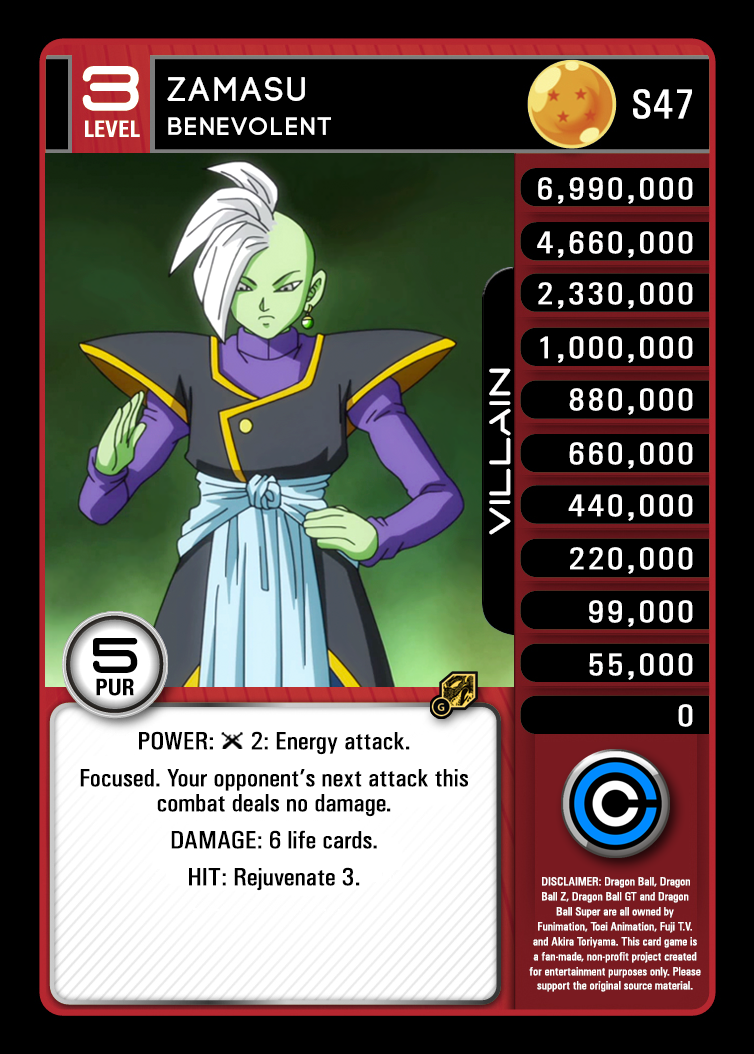 3
LEVEL
ZAMASU
BENEVOLENT
S47
6,990,000
4,660,000
2,330,000
1,000,000
880,000
660,000
440,000
220,000
99,000
55,000
0
VILLAIN
5
PUR
G
POWER: 2: Energy attack.
Focused. Your opponent's next attack this
combat deals no damage.
DAMAGE: 6 life cards.
HIT: Rejuvenate 3.
C
DISCLAIMER: Dragon Ball, Dragon
Ball Z, Dragon Ball GT and Dragon
Ball Super are all owned by
Funimation, Toei Animation, Fuji T.V.
and Akira Toriyama. This card game is
a fan-made, non-profit project created
for entertainment purposes only. Please
support the original source material.